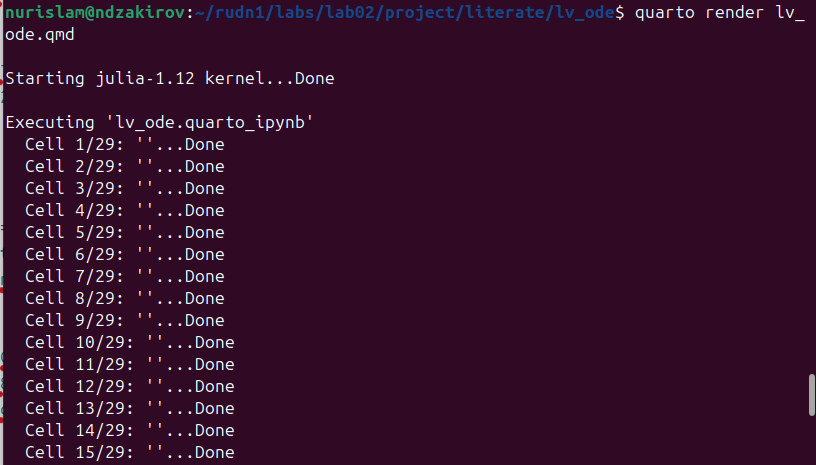 nurislam@ndzakirov:~/rudn1/labs/lab02/project/literate/lv_ode$ quarto render lv_
ode.qmd
Starting julia-1.12 kernel...Done
Executing 'lv_ode.quarto_ipynb'
Cell 1/29: ''...Done
Cell 2/29: ''...Done
Cell 3/29: ''...Done
Cell 4/29: ''...Done
Cell 5/29: ''...Done
Cell 6/29: ''...Done
Cell 7/29: ''...Done
Cell 8/29: ''...Done
Cell 9/29: ''...Done
Cell 10/29: ''...Done
Cell 11/29: ''...Done
Cell 12/29: ''...Done
Cell 13/29: ''...Done
Cell 14/29: ''...Done
Cell 15/29: ''...Done